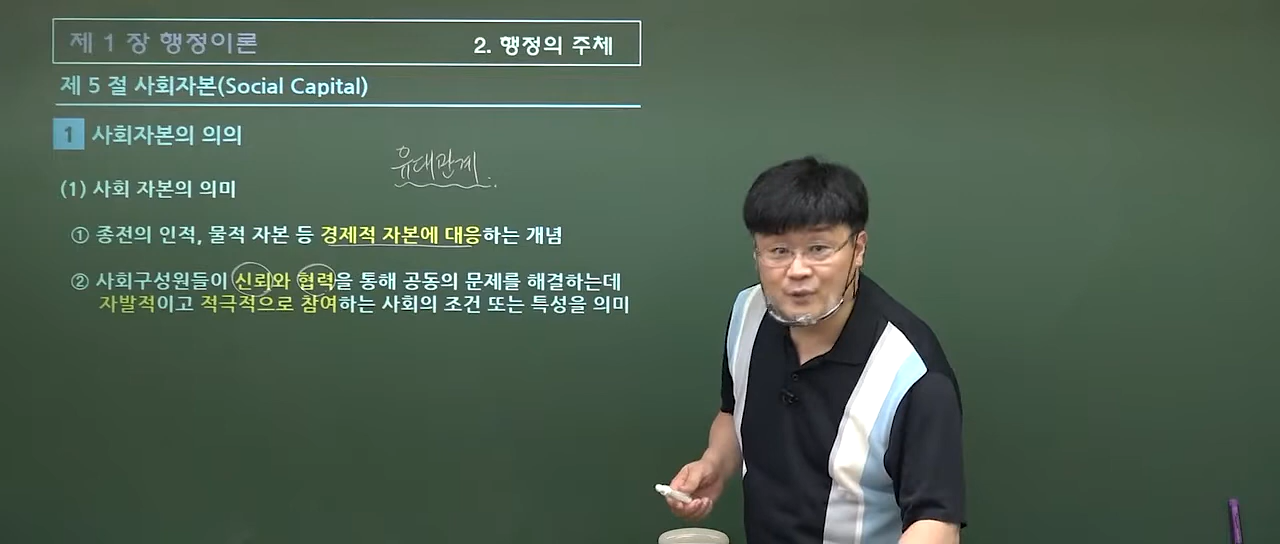 제 1 장 행정이론
2. 행정의 주체
제 5 절 사회자본(Social Capital)
1 사회자본의 의의
유대관계.
(1) 사회 자본의 의미
① 종전의 인적, 물적 자본 등 경제적 자본에 대응하는 개념
② 사회구성원들이 신뢰와 협력을 통해 공동의 문제를 해결하는데
자발적이고 적극적으로 참여하는 사회의 조건 또는 특성을 의미